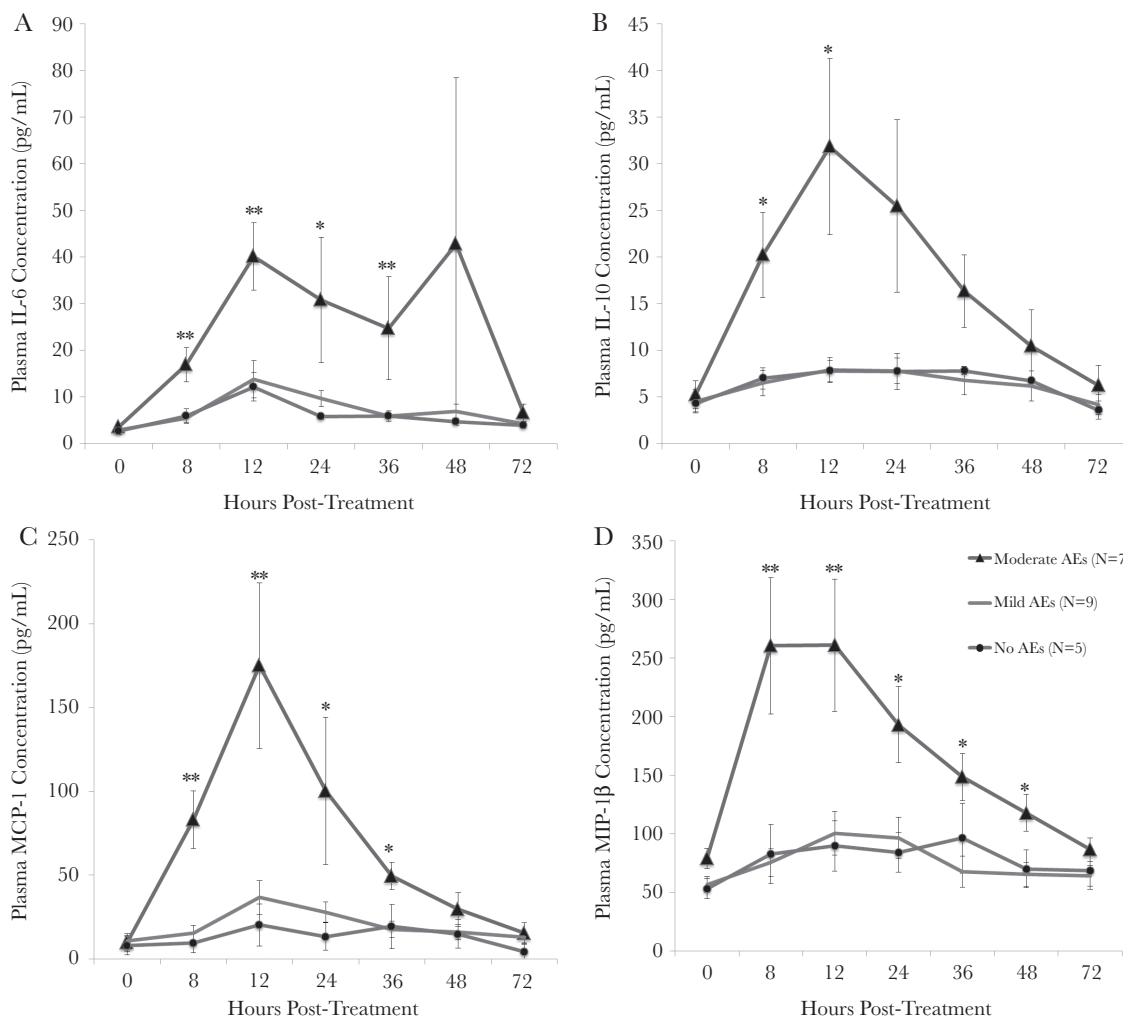 A
Plasma IL-6 Concentration (pg/mL)
90
80
70
60
50
40
30
20
10
0
**
**
*
**
0 8 12 24 36 48 72
Hours Post-Treatment
B
Plasma IL-10 Concentration (pg/mL)
45
40
35
30
25
20
15
10
5
0
*
*
0 8 12 24 36 48 72
Hours Post-Treatment
C
Plasma MCP-1 Concentration (pg/mL)
250
200
150
100
50
0
**
**
*
*
0 8 12 24 36 48 72
Hours Post-Treatment
D
Plasma MIP-1β Concentration (pg/mL)
350
300
250
200
150
100
50
0
**
**
*
*
*
Moderate AEs (N=7
Mild AEs (N=9)
No AEs (N=5)
0 8 12 24 36 48 72
Hours Post-Treatment